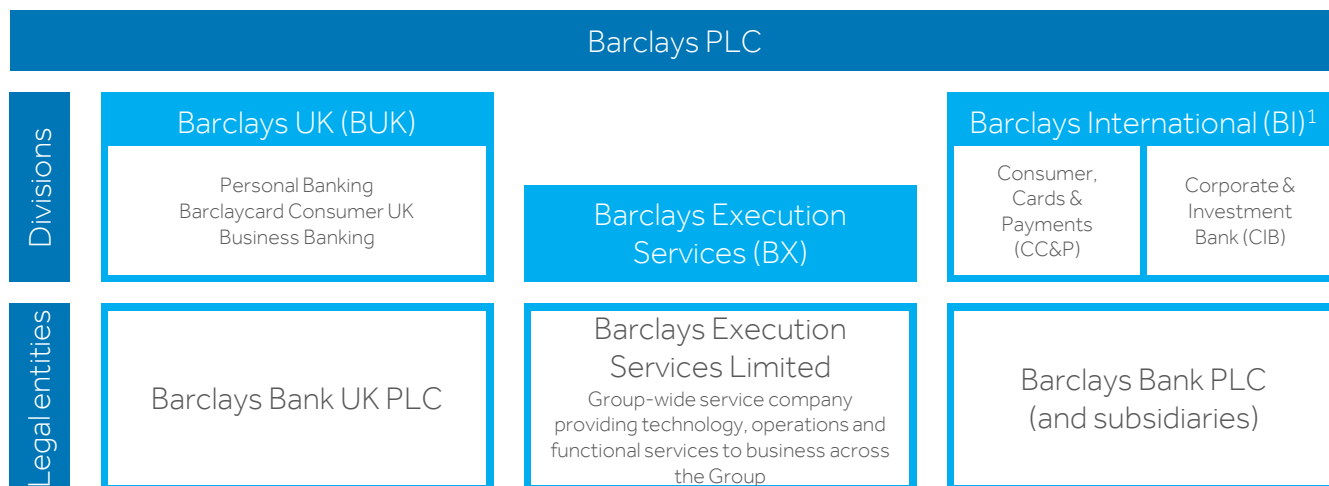 Barclays PLC
Divisions
Barclays UK (BUK)
Personal Banking
Barclaycard Consumer UK
Business Banking
Barclays Execution
Services (BX)
Barclays International (BI)1
Consumer,
Cards &
Payments
(CC&P)
Corporate &
Investment
Bank (CIB)
Legal entities
Barclays Bank UK PLC
Barclays Execution
Services Limited
Group-wide service company
providing technology, operations and
functional services to business across
the Group
Barclays Bank PLC
(and subsidiaries)